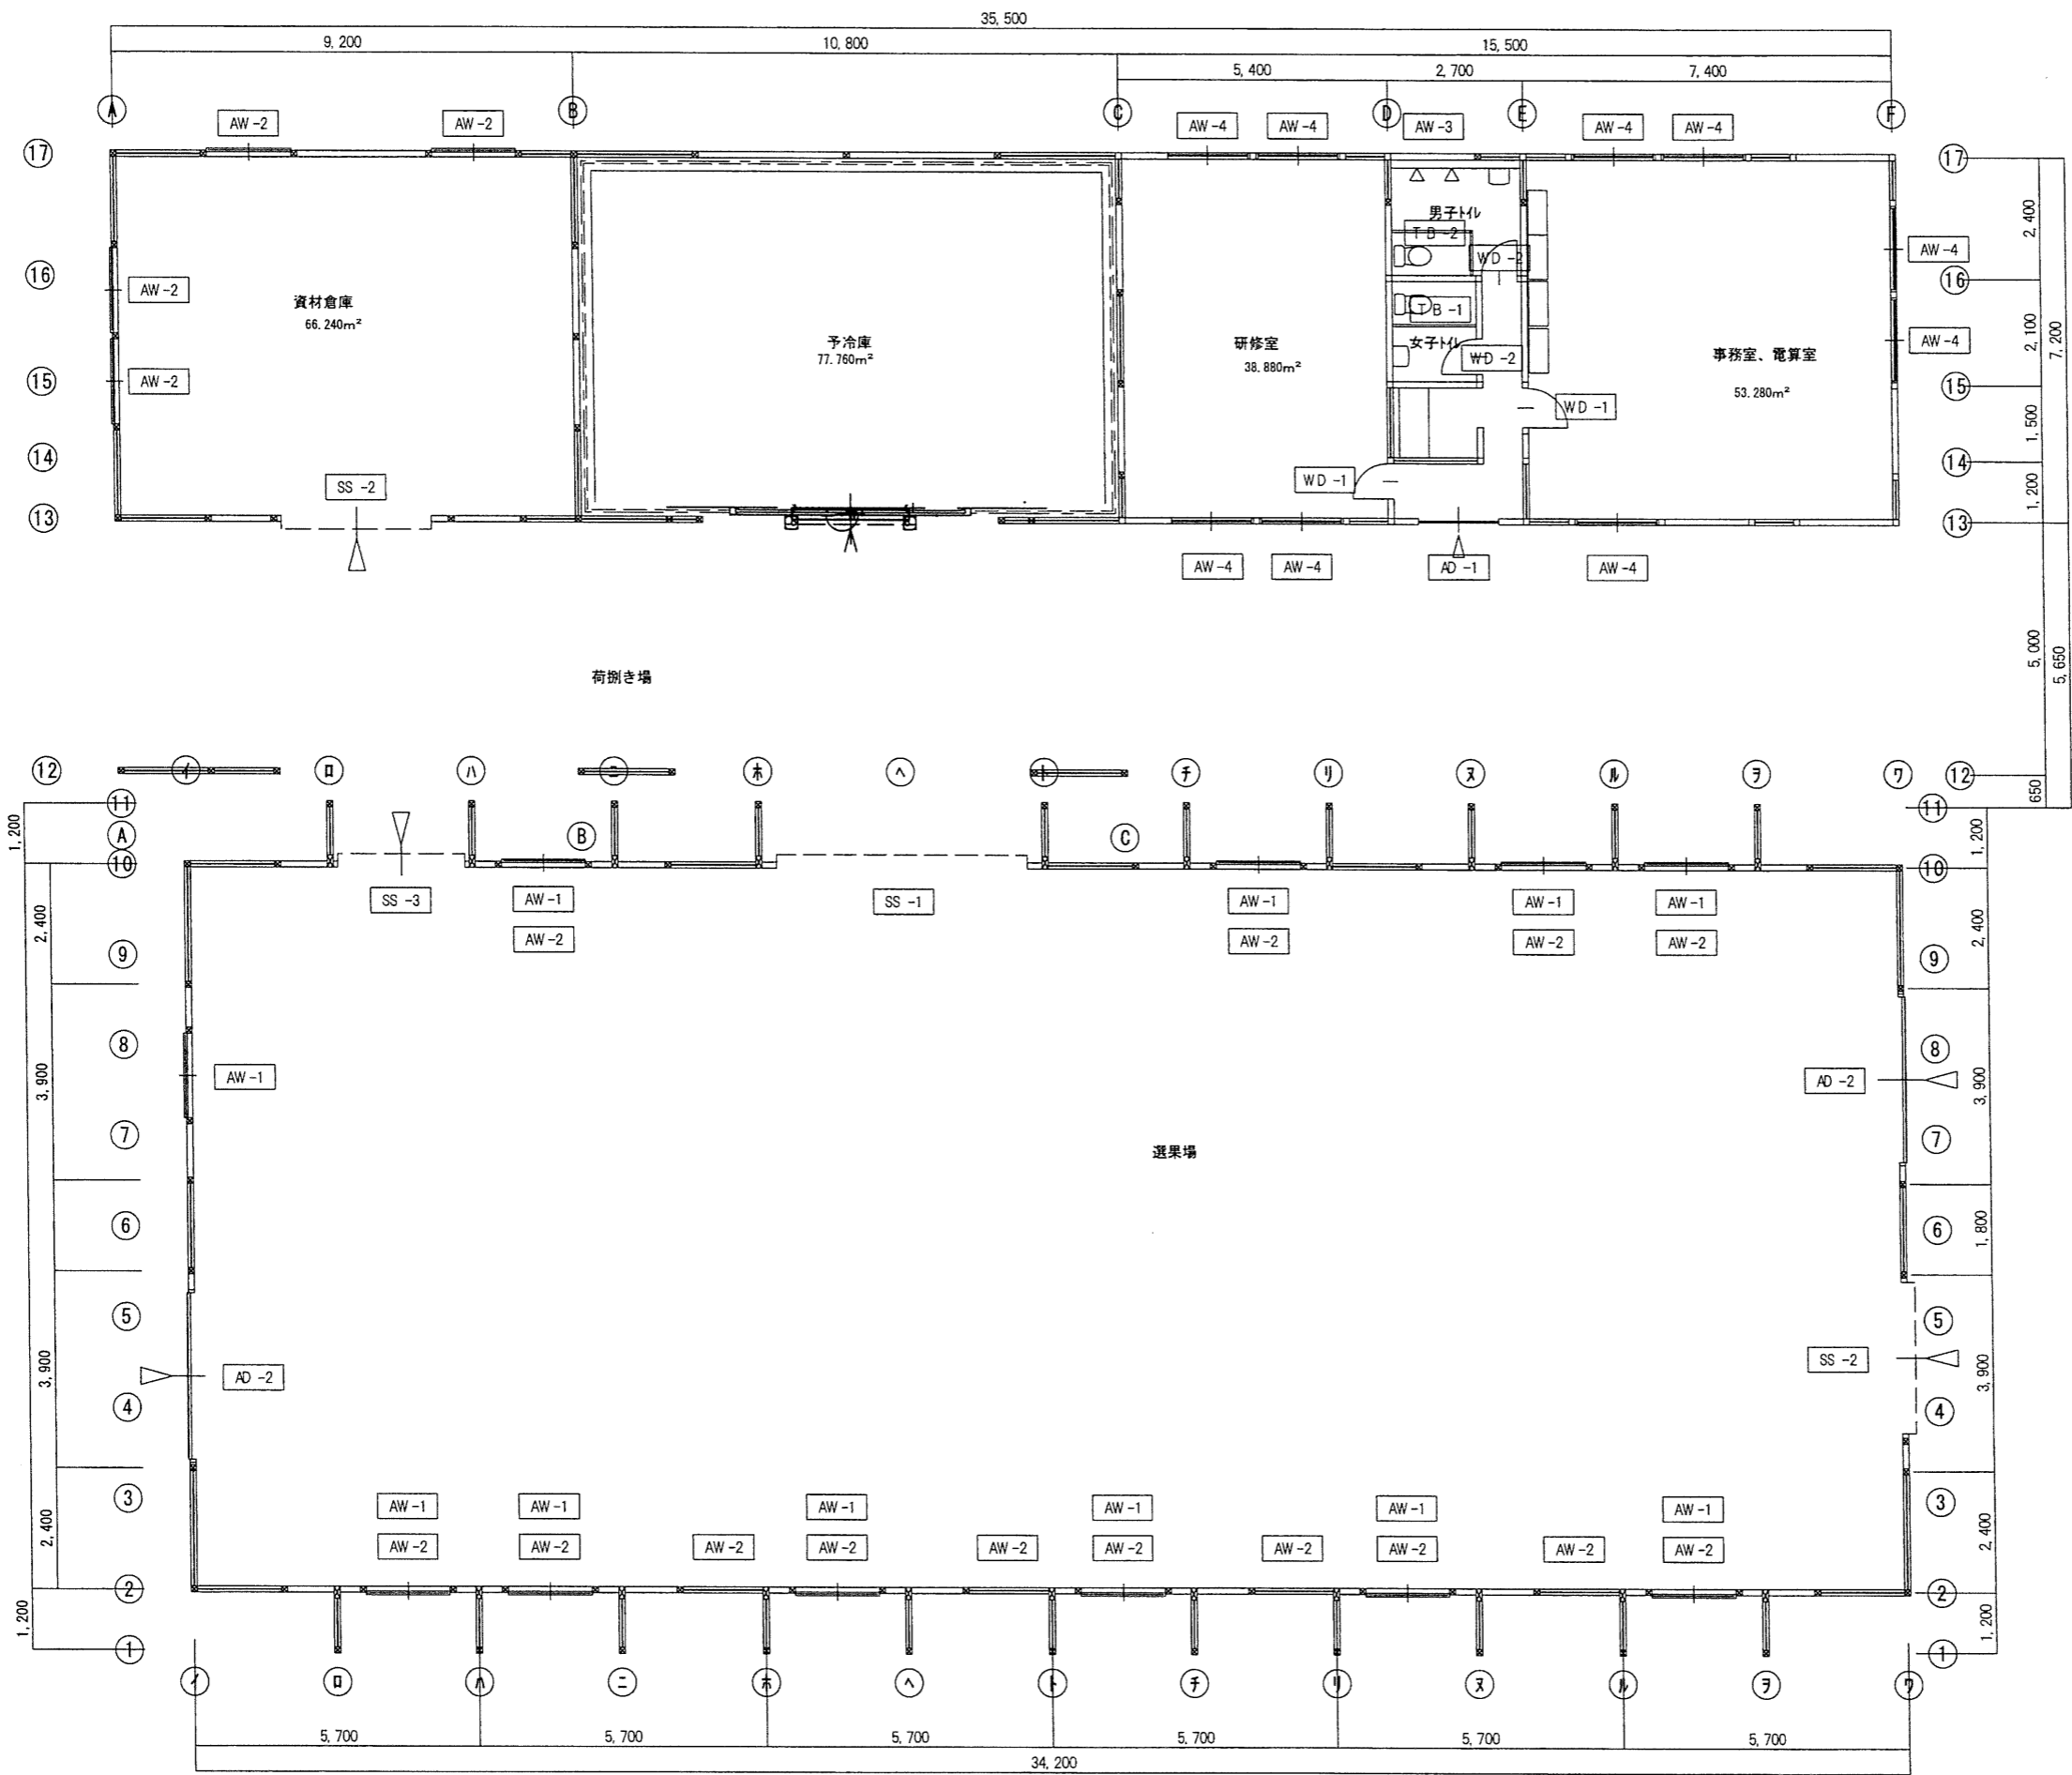 35,500
9,200 10,800 15,500
5,400 2,700 7,400
A B C D E F
AW-2 AW-2 AW-4 AW-4 AW-3 AW-4 AW-4
17 17
男子トイレ
2,400
TB-2
WD-2
AW-4
16 AW-2 16
資材倉庫
66.240m²
TB-1
予冷庫
77.760m²
研修室
38.880m²
女子トイレ
WD-2
事務室、電算室
53.280m²
AW-4
2,100
7,200
15 AW-2 15
WD-1
1,500
14 14
SS-2 WD-1
1,200
13 13
AW-4 AW-4 AD-1 AW-4
荷捌き場
5,000
5,650
12 イ ロ ハ ニ ホ ヘ ト チ リ ヌ ル ヲ ワ 12
650
11 11
1,200 A B C 1,200
10 10
SS-3 AW-1 SS-1 AW-1 AW-1 AW-1
2,400 AW-2 AW-2 AW-2 AW-2 2,400
9 9
8 8
AW-1 AD-2
3,900 3,900
7 7
選果場
6 6
1,800
5 5
SS-2
3,900 AD-2 3,900
4 4
3 3
AW-1 AW-1 AW-1 AW-1 AW-1 AW-1
2,400 2,400
AW-2 AW-2 AW-2 AW-2 AW-2 AW-2 AW-2 AW-2 AW-2 AW-2
2 2
1,200 1,200
1 1
イ ロ ハ ニ ホ ヘ ト チ リ ヌ ル ヲ ワ
5,700 5,700 5,700 5,700 5,700 5,700
34,200